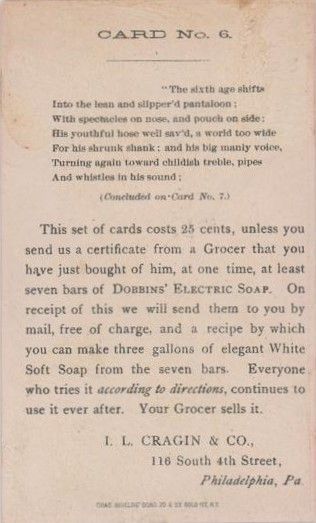 CARD No. 6.
"The sixth age shifts
Into the lean and slipper'd pantaloon;
With spectacles on nose, and pouch on side;
His youthful hose well sav'd, a world too wide
For his shrunk shank; and his big manly voice,
Turning again toward childish treble, pipes
And whistles in his sound;
(Concluded on Card No. 7.)
This set of cards costs 25 cents, unless you
send us a certificate from a Grocer that you
have just bought of him, at one time, at least
seven bars of DOBBINS' ELECTRIC SOAP. On
receipt of this we will send them to you by
mail, free of charge, and a recipe by which
you can make three gallons of elegant White
Soft Soap from the seven bars. Everyone
who tries it according to directions, continues to
use it ever after. Your Grocer sells it.
I. L. CRAGIN & CO.,
116 South 4th Street,
Philadelphia, Pa.
CHAS. SHIELDS' SONS, 20 & 22 GOLD ST. N.Y.